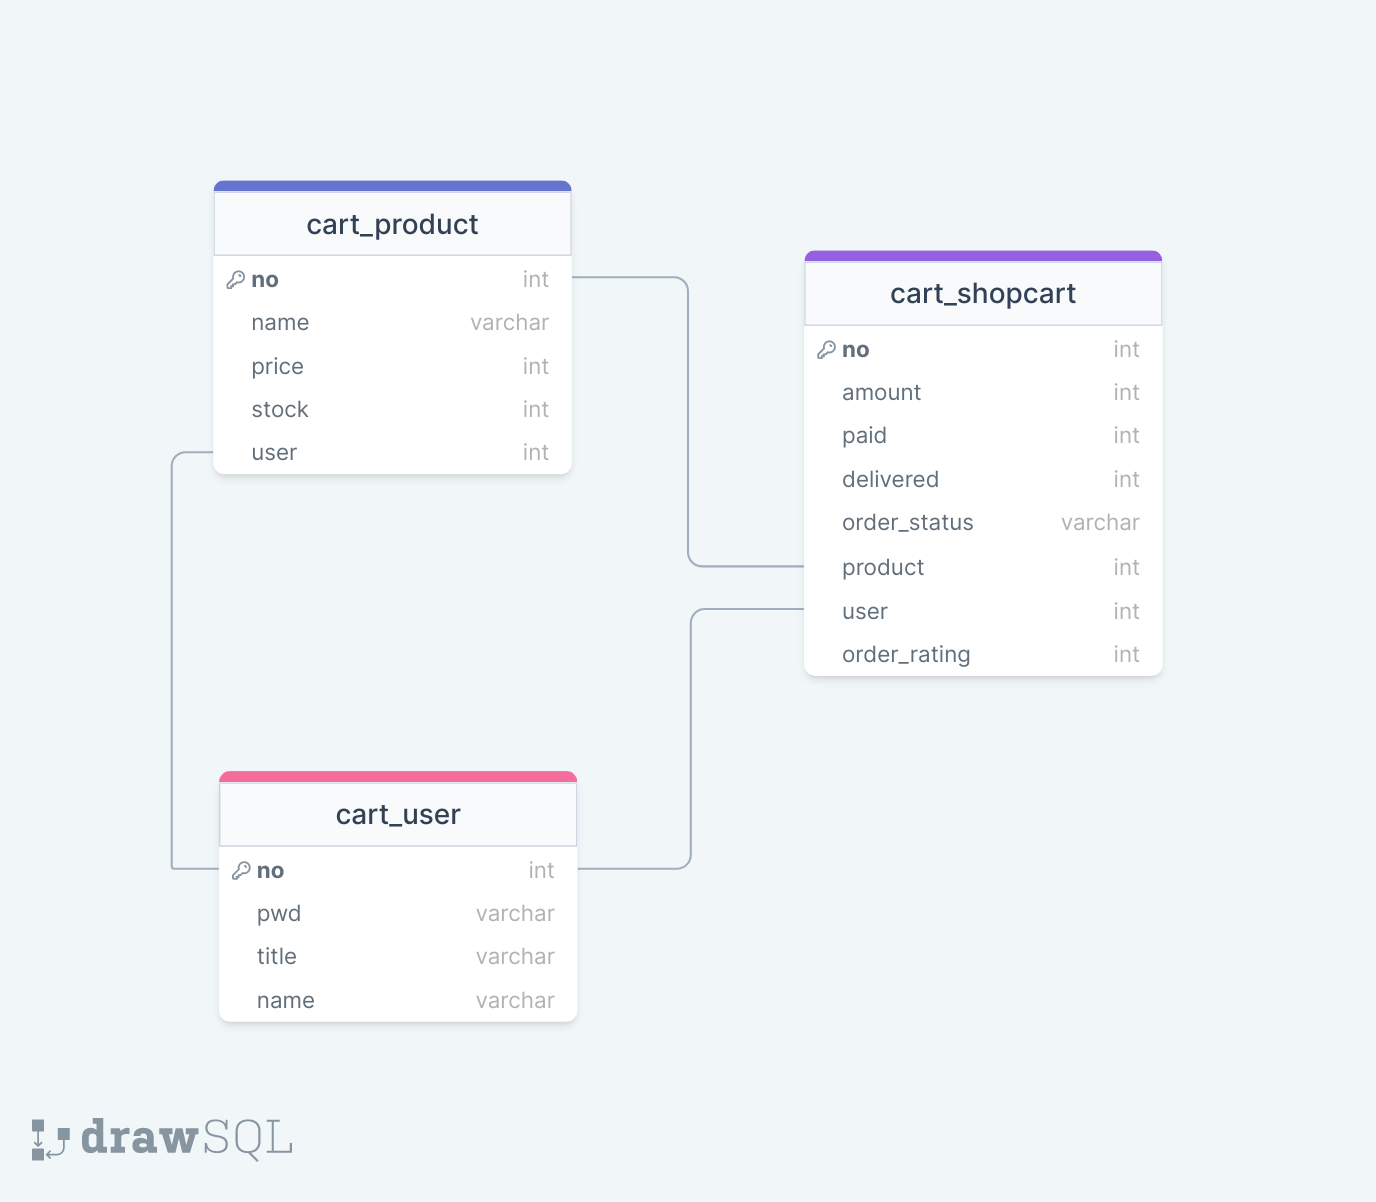 cart_product
no int
name varchar
price int
stock int
user int
cart_shopcart
no int
amount int
paid int
delivered int
order_status varchar
product int
user int
order_rating int
cart_user
no int
pwd varchar
title varchar
name varchar
drawSQL